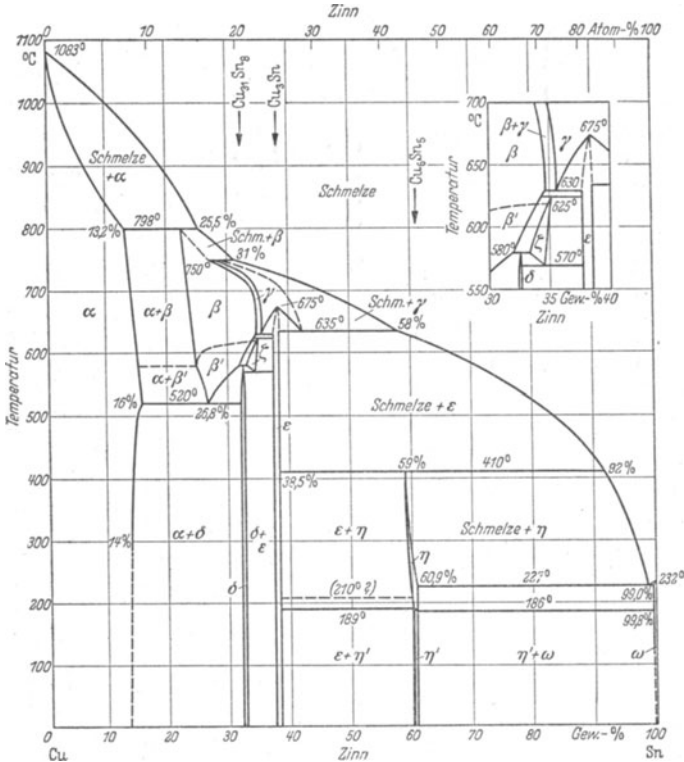 Zinn
0 10 20 30 40 50 60 70 80 Atom-% 100
1100
°C
1083°
1000
900
800
700
600
500
400
300
200
100
Temperatur
Cu₃₁Sn₈
Cu₃Sn
Cu₆Sn₅
Schmelze
+α
Schmelze
13,2%
798°
25,5%
Schm.+β
31%
750°
α
α+β
β
γ
675°
Schm.+γ
635°
58%
α+β'
β'
520°
16%
26,8%
ε
Schmelze + ε
59%
410°
92%
38,5%
14%
α+δ
δ
δ+
ε
ε+η
Schmelze + η
η
60,9%
227°
232°
99,0%
(210°?)
186°
189°
99,8%
ε+η'
η'
η'+ω
ω
0 10 20 30 40 50 60 70 80 Gew.-% 100
Cu
Zinn
Sn
700
°C
650
600
550
Temperatur
β+γ
β
γ
675°
630
β'
625°
580°
570°
ε
δ
30 35 Gew.-% 40
Zinn